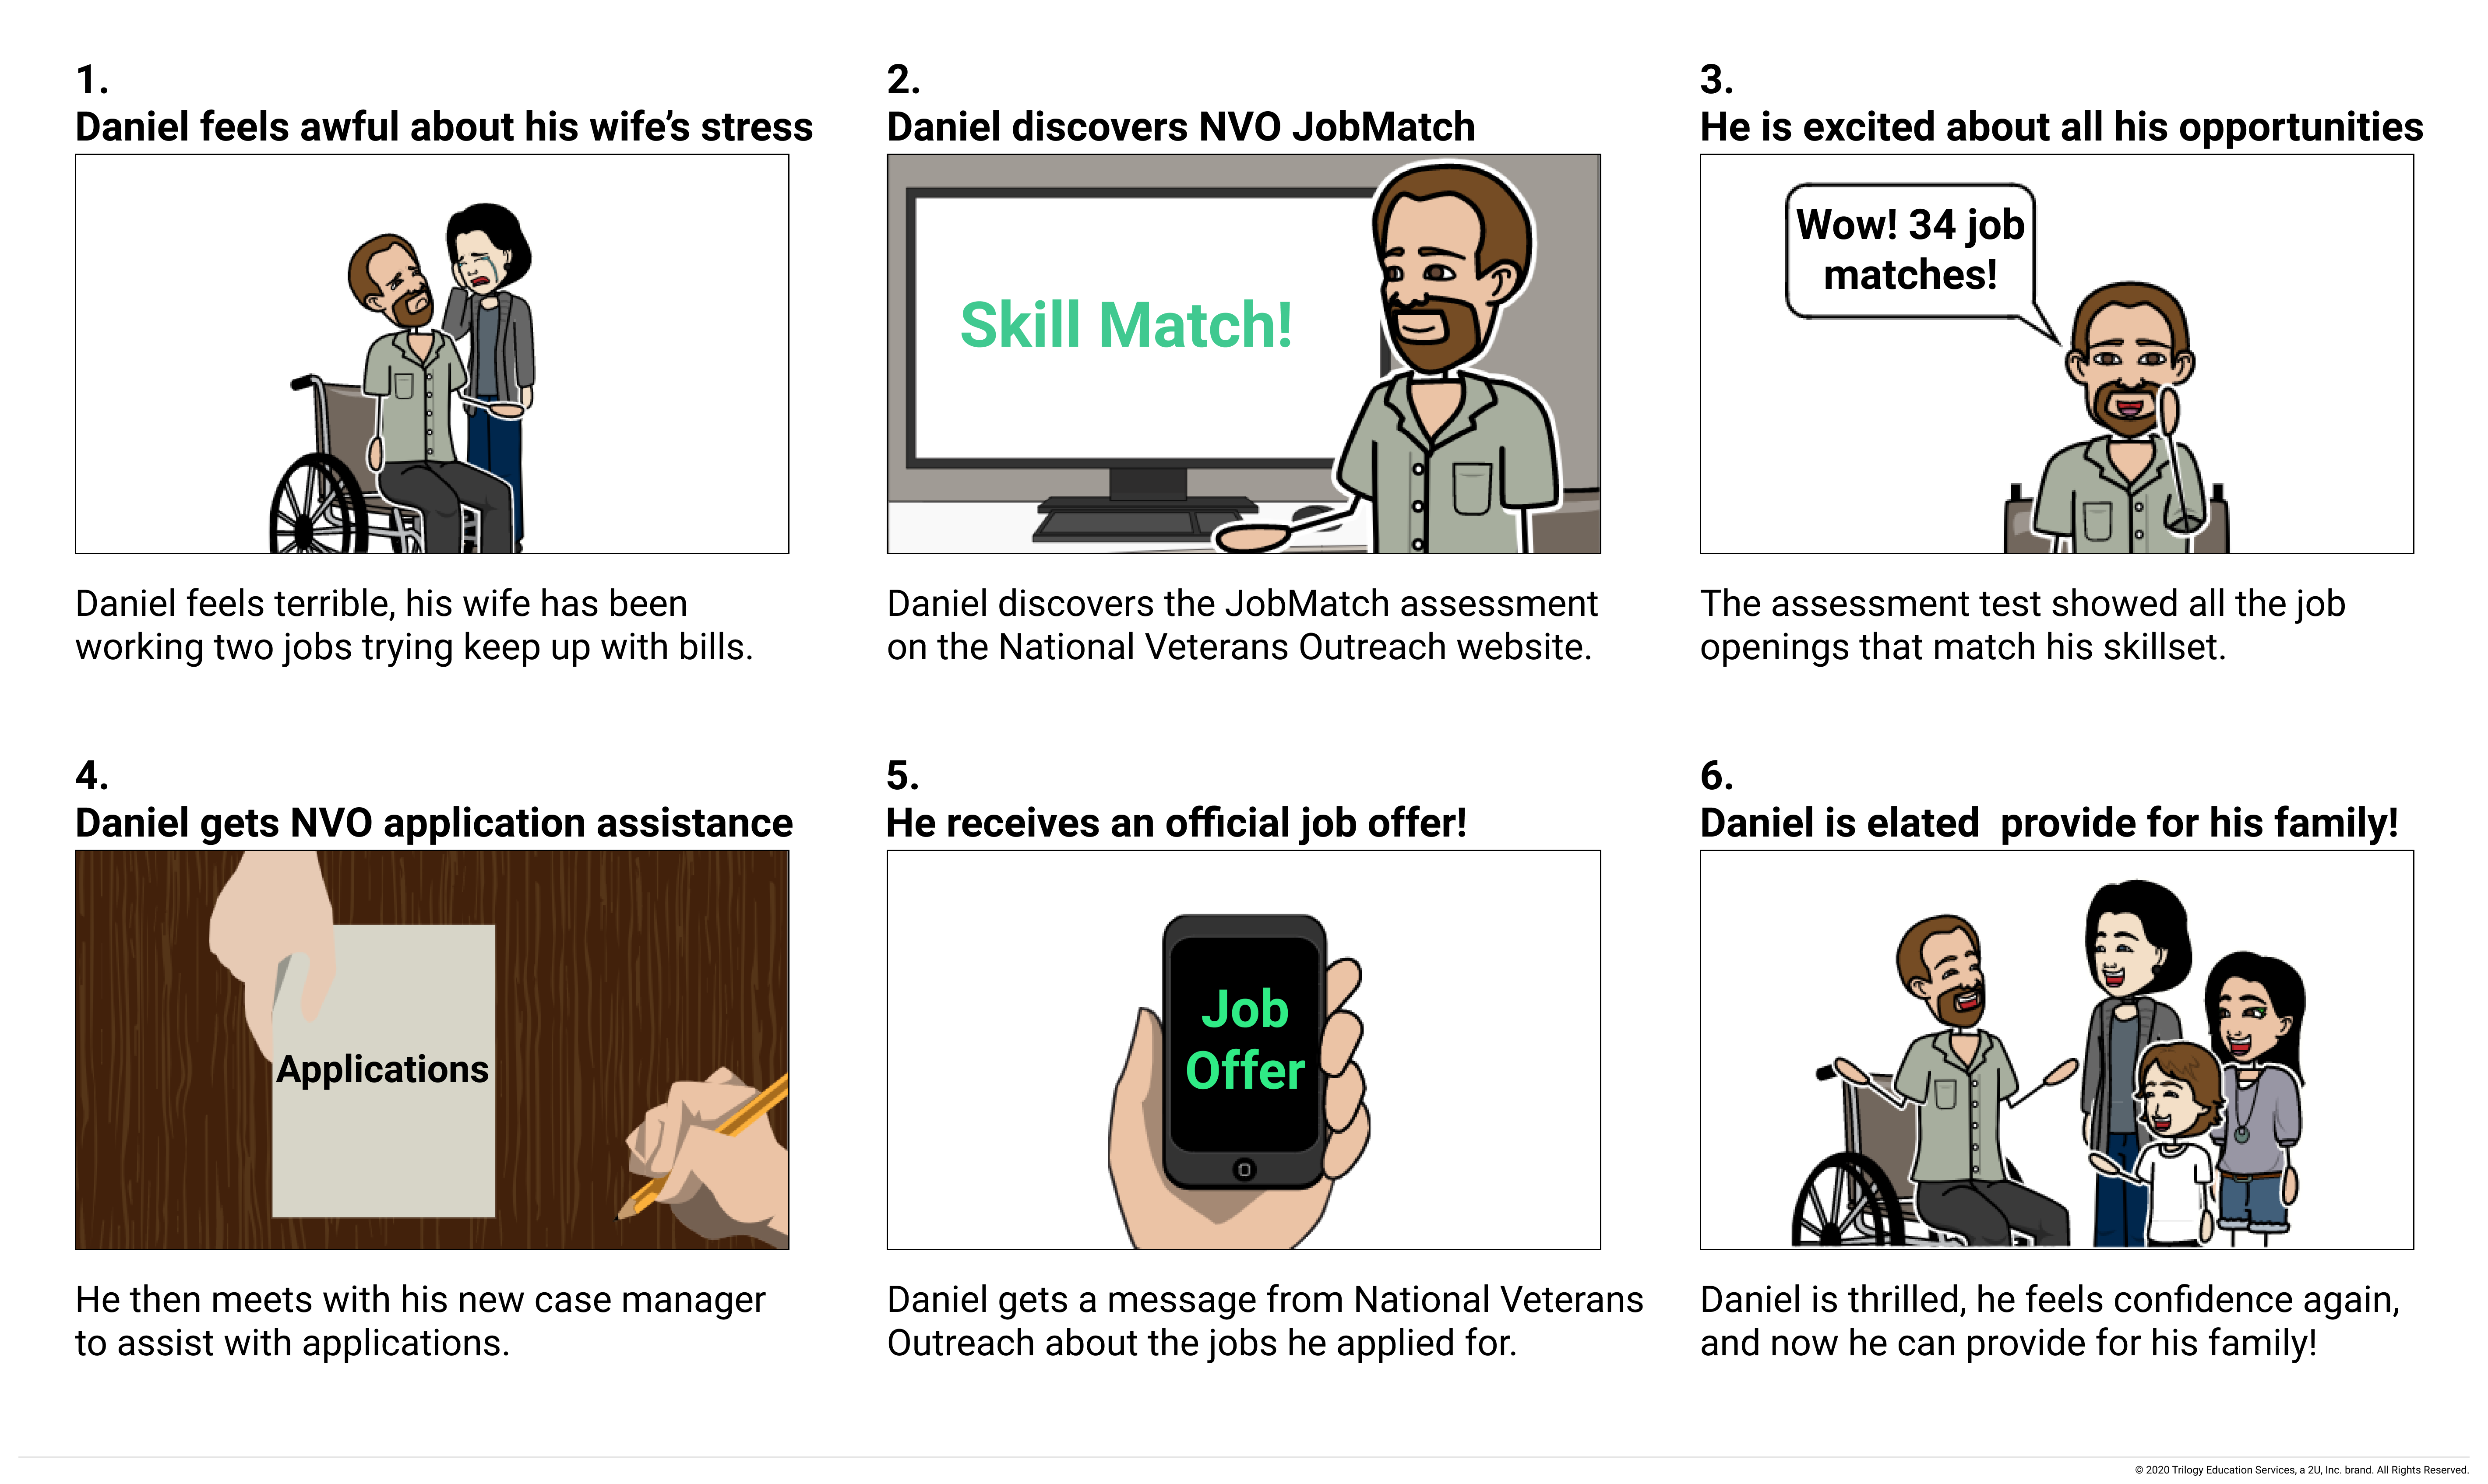 1.
Daniel feels awful about his wife’s stress
Daniel feels terrible, his wife has been
working two jobs trying keep up with bills.
2.
Daniel discovers NVO JobMatch
Skill Match!
Daniel discovers the JobMatch assessment
on the National Veterans Outreach website.
3.
He is excited about all his opportunities
Wow! 34 job
matches!
The assessment test showed all the job
openings that match his skillset.
4.
Daniel gets NVO application assistance
Applications
He then meets with his new case manager
to assist with applications.
5.
He receives an official job offer!
Job
Offer
Daniel gets a message from National Veterans
Outreach about the jobs he applied for.
6.
Daniel is elated  provide for his family!
Daniel is thrilled, he feels confidence again,
and now he can provide for his family!
© 2020 Trilogy Education Services, a 2U, Inc. brand. All Rights Reserved.